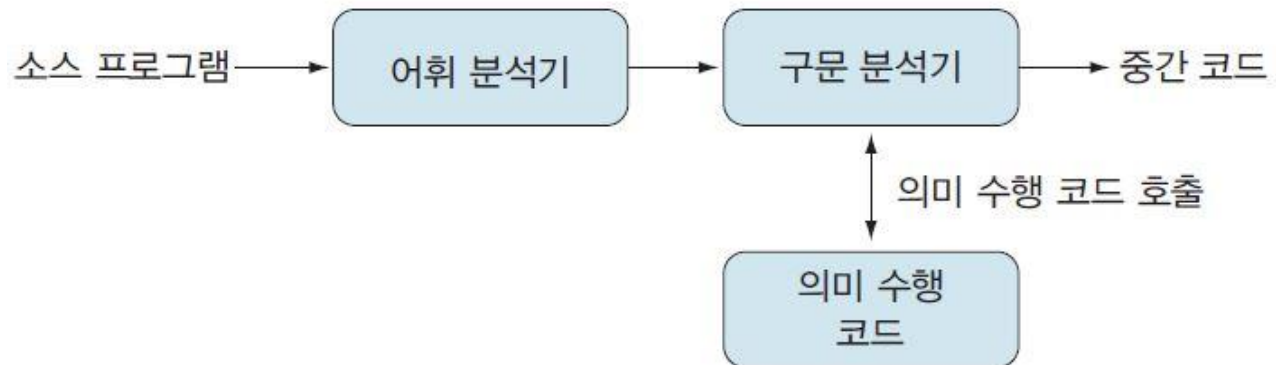 소스 프로그램
어휘 분석기
구문 분석기
중간 코드
의미 수행 코드 호출
의미 수행
코드